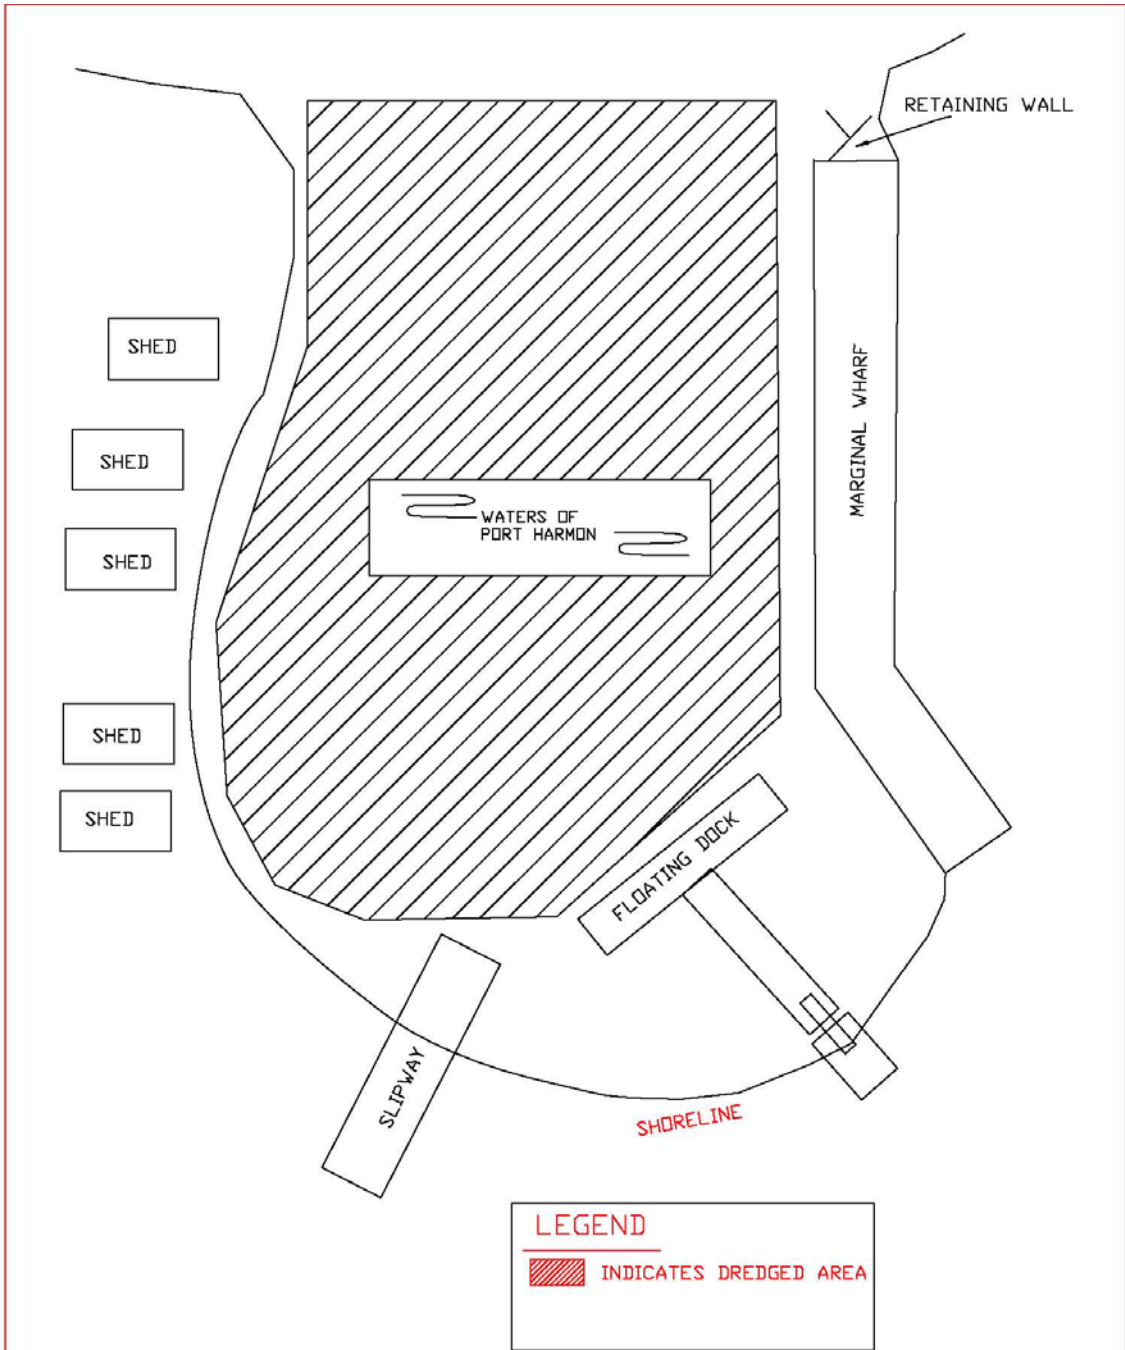 RETAINING WALL
SHED
MARGINAL WHARF
SHED
WATERS OF
PORT HARMON
SHED
SHED
SHED
FLOATING DOCK
SLIPWAY
SHORELINE
LEGEND
INDICATES DREDGED AREA